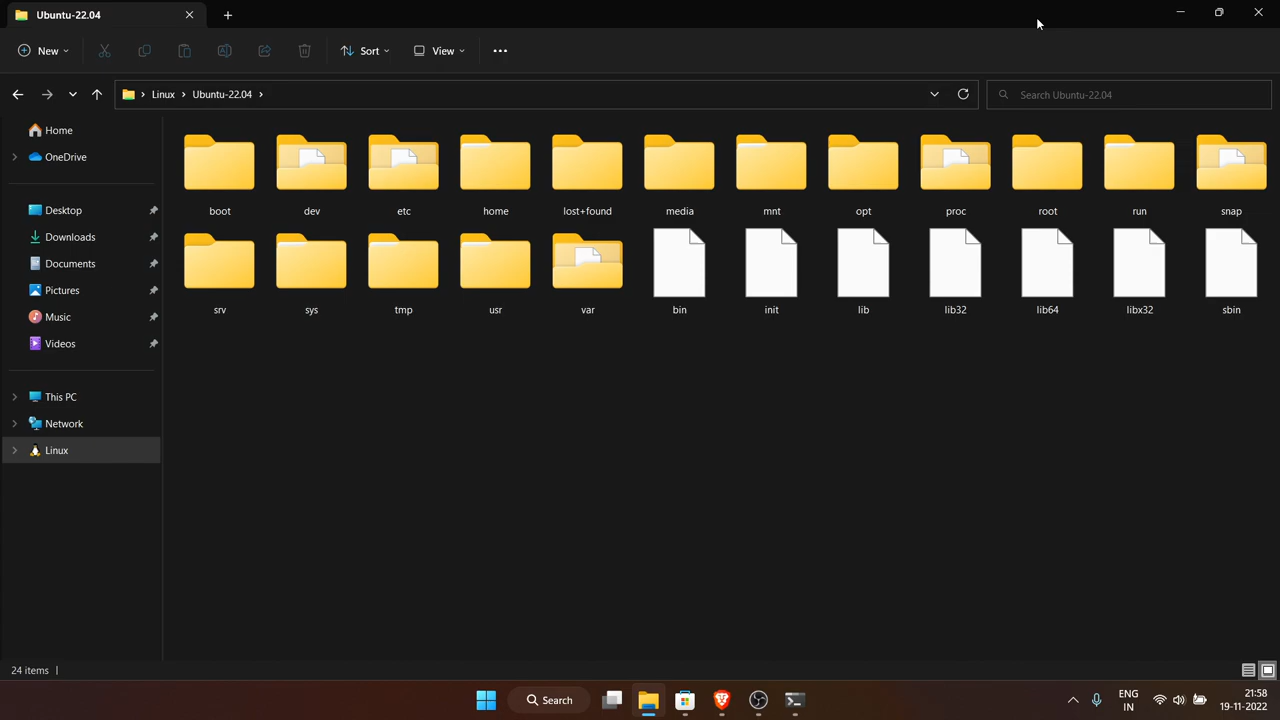 Ubuntu-22.04
New
Sort
View
Linux
Ubuntu-22.04
Search Ubuntu-22.04
Home
OneDrive
Desktop
Downloads
Documents
Pictures
Music
Videos
This PC
Network
Linux
boot
dev
etc
home
lost+found
media
mnt
opt
proc
root
run
snap
srv
sys
tmp
usr
var
bin
init
lib
lib32
lib64
libx32
sbin
24 items
Search
ENG
IN
21:58
19-11-2022